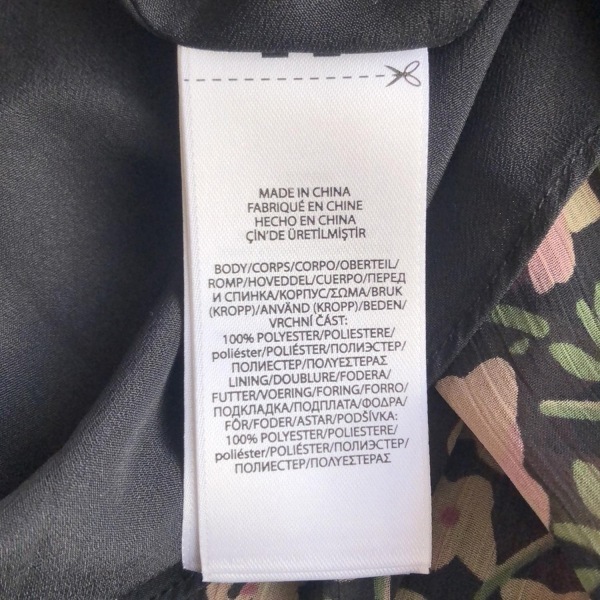 MADE IN CHINA
FABRIQUÉ EN CHINE
HECHO EN CHINA
ÇİN'DE ÜRETİLMİŞTİR
BODY/CORPS/CORPO/OBERTEIL/
ROMP/HOVEDDEL/CUERPO/ПЕРЕД
И СПИНКА/КОРПУС/ΣΩΜΑ/BRUK
(KROPP)/ANVÄND (KROPP)/BEDEN/
VRCHNÍ ČÁST:
100% POLYESTER/POLIESTERE/
poliéster/POLIÉSTER/ПОЛИЭСТЕР/
ПОЛИЕСТЕР/ΠΟΛΥΕΣΤΕΡΑΣ
LINING/DOUBLURE/FODERA/
FUTTER/VOERING/FORING/FORRO/
ПОДКЛАДКА/ПОДПЛАТА/ΦΟΔΡΑ/
FÔR/FODER/ASTAR/PODŠÍVKA:
100% POLYESTER/POLIESTERE/
poliéster/POLIÉSTER/ПОЛИЭСТЕР/
ПОЛИЕСТЕР/ΠΟΛΥΕΣΤΕΡΑΣ